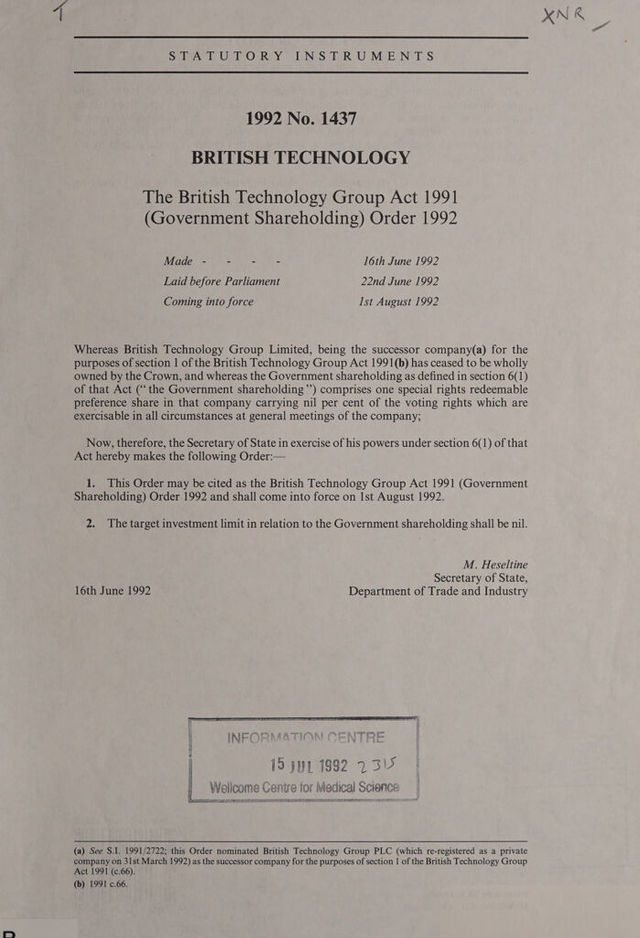 T
XNR
STATUTORY INSTRUMENTS
1992 No. 1437
BRITISH TECHNOLOGY
The British Technology Group Act 1991
(Government Shareholding) Order 1992
Made - - - - 16th June 1992
Laid before Parliament 22nd June 1992
Coming into force 1st August 1992
Whereas British Technology Group Limited, being the successor company(a) for the
purposes of section 1 of the British Technology Group Act 1991(b) has ceased to be wholly
owned by the Crown, and whereas the Government shareholding as defined in section 6(1)
of that Act (“the Government shareholding”) comprises one special rights redeemable
preference share in that company carrying nil per cent of the voting rights which are
exercisable in all circumstances at general meetings of the company;
Now, therefore, the Secretary of State in exercise of his powers under section 6(1) of that
Act hereby makes the following Order:—
1. This Order may be cited as the British Technology Group Act 1991 (Government
Shareholding) Order 1992 and shall come into force on 1st August 1992.
2. The target investment limit in relation to the Government shareholding shall be nil.
M. Heseltine
Secretary of State,
16th June 1992 Department of Trade and Industry
INFORMATION CENTRE
15 JUL 1992 2315
Wellcome Centre for Medical Science
(a) See S.I. 1991/2722; this Order nominated British Technology Group PLC (which re-registered as a private
company on 31st March 1992) as the successor company for the purposes of section 1 of the British Technology Group
Act 1991 (c.66).
(b) 1991 c.66.